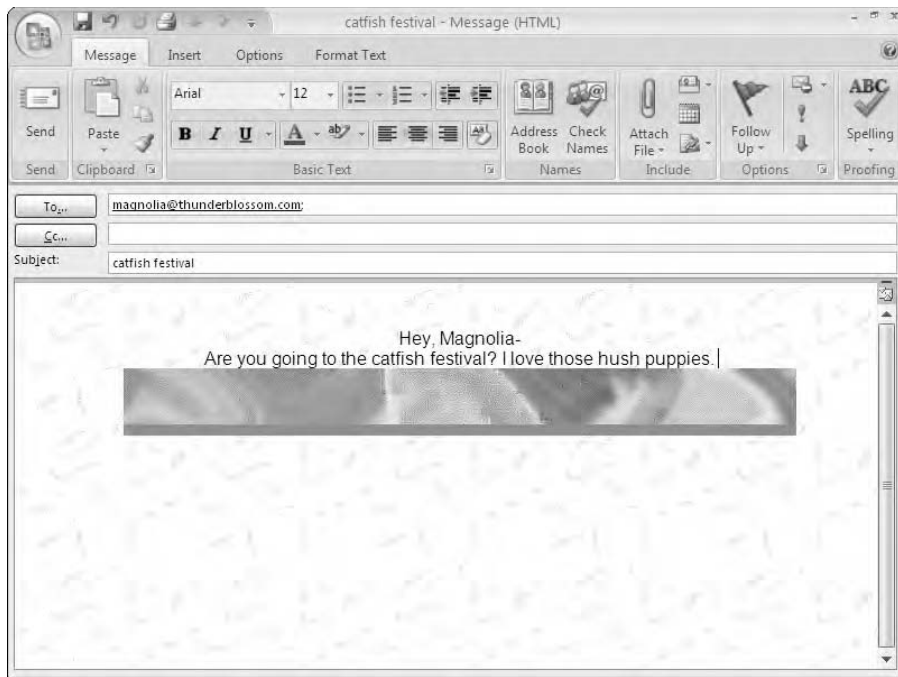 catfish festival - Message (HTML)
Message Insert Options Format Text
Arial 12
B I U A ab
ABC
Send Paste Address Book Check Names Attach File Follow Up Spelling
Send Clipboard Basic Text Names Include Options Proofing
To... magnolia@thunderblossom.com;
Cc...
Subject: catfish festival
Hey, Magnolia-
Are you going to the catfish festival? I love those hush puppies.